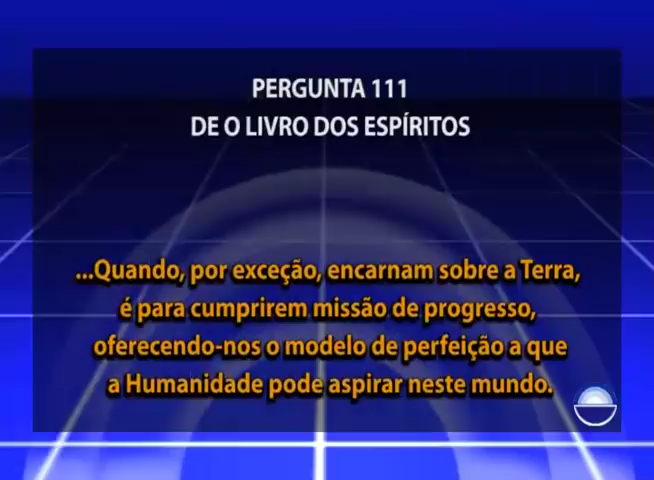 PERGUNTA 111
DE O LIVRO DOS ESPÍRITOS
...Quando, por exceção, encarnam sobre a Terra,
é para cumprirem missão de progresso,
oferecendo-nos o modelo de perfeição a que
a Humanidade pode aspirar neste mundo.